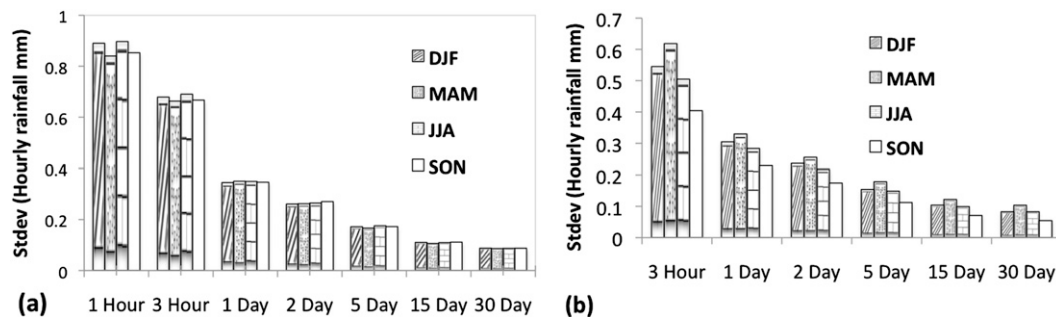 Stdev (Hourly rainfall mm)
1
0.8
0.6
0.4
0.2
0
DJF
MAM
JJA
SON
1 Hour 3 Hour 1 Day 2 Day 5 Day 15 Day 30 Day
(a)
Stdev (Hourly rainfall mm)
0.7
0.6
0.5
0.4
0.3
0.2
0.1
0
DJF
MAM
JJA
SON
3 Hour 1 Day 2 Day 5 Day 15 Day 30 Day
(b)